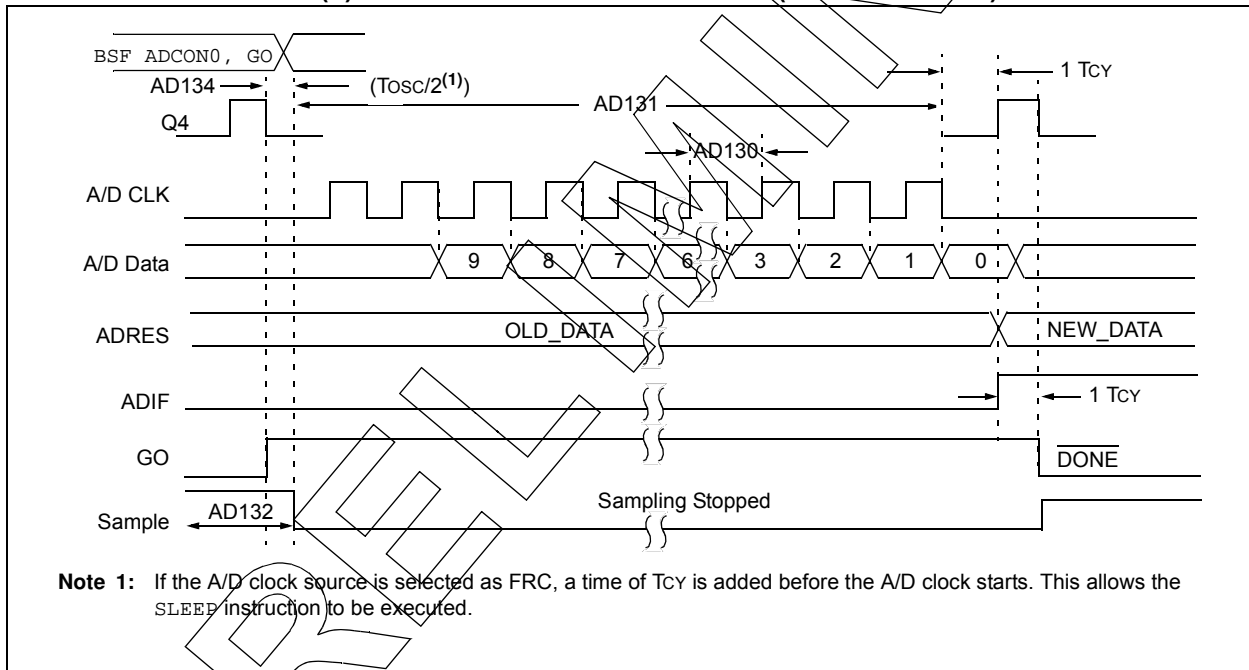 BSF ADCON0, GO
AD134
(TOSC/2(1))
1 TCY
AD131
Q4
AD130
A/D CLK
A/D Data
9 8 7 6 3 2 1 0
ADRES
OLD_DATA
NEW_DATA
ADIF
1 TCY
GO
DONE
Sample
AD132
Sampling Stopped
Note 1: If the A/D clock source is selected as FRC, a time of TCY is added before the A/D clock starts. This allows the
SLEEP instruction to be executed.